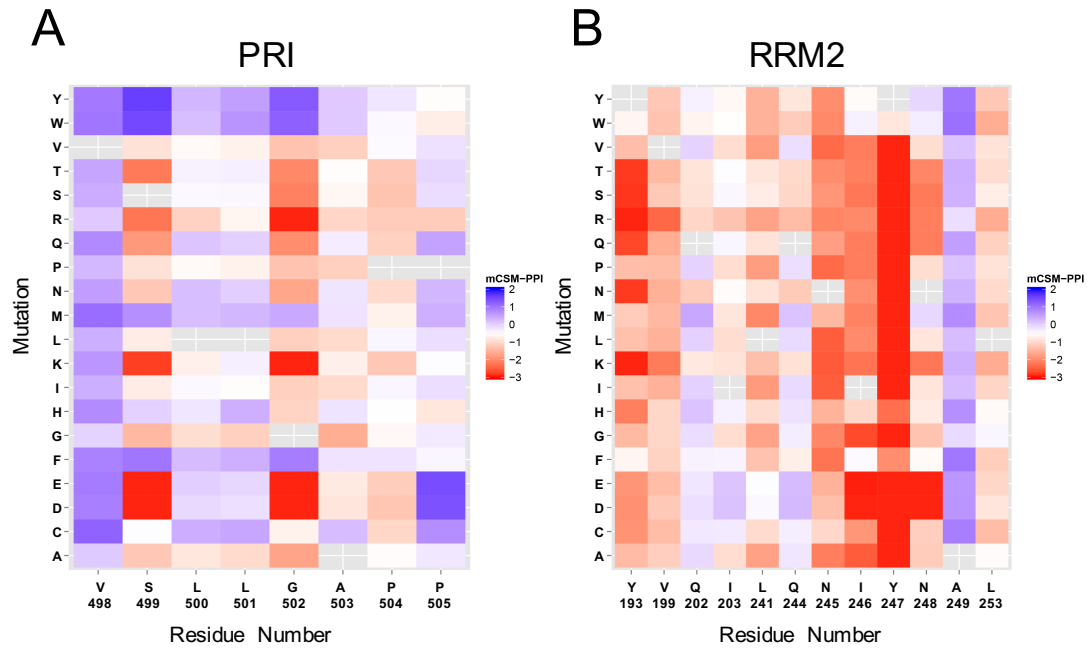 A
PRI
Mutation
Y
W
V
T
S
R
Q
P
N
M
L
K
I
H
G
F
E
D
C
A
V S L L G A P P
498 499 500 501 502 503 504 505
Residue Number
mCSM-PPI
2
1
0
−1
−2
−3
B
RRM2
Mutation
Y
W
V
T
S
R
Q
P
N
M
L
K
I
H
G
F
E
D
C
A
Y V Q I L Q N I Y N A L
193 199 202 203 241 244 245 246 247 248 249 253
Residue Number
mCSM−PPI
2
1
0
−1
−2
−3